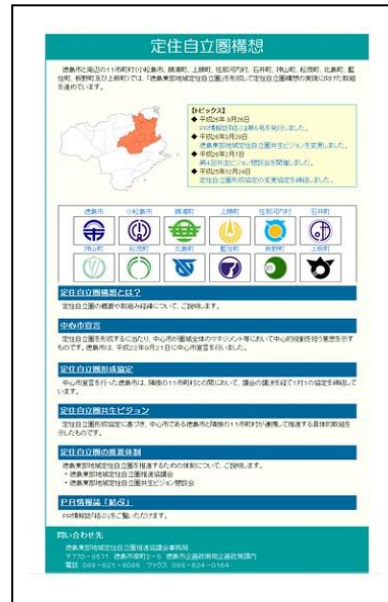 定住自立圏構想
徳島市と周辺の11市町村(小松島市、勝浦町、上勝町、佐那河内村、石井町、神山町、松茂町、北島町、藍
住町、板野町及び上板町)では、「徳島東部地域定住自立圏」を形成して定住自立圏構想の実現に向けた取組
を進めています。
【トピックス】
◆ 平成26年9月26日
PR情報誌『結ぶ』第5号を発行しました。
徳島東部地域定住自立圏共生ビジョンを変更しました。
第4回共生ビジョン懇談会を開催しました。
◆ 平成25年12月24日
定住自立圏形成協定の変更協定を締結しました。
徳島市 小松島市 勝浦町 上勝町 佐那河内村 石井町
神山町 松茂町 北島町 藍住町 板野町 上板町
定住自立圏構想とは?
定住自立圏の概要や取組み経緯について、ご説明します。
中心市宣言
定住自立圏を形成するに当たり、中心市が圏域全体のマネジメント等において中心的役割を担う意思を示す
ものです。徳島市は、平成22年9月21日に中心市宣言を行いました。
定住自立圏形成協定
中心市宣言を行った徳島市は、隣接の11市町村との間において、議会の議決を経て1対1の協定を締結して
います。
定住自立圏共生ビジョン
定住自立圏形成協定に基づき、中心市である徳島市と隣接の11市町村が連携して推進する具体的取組を
示したものです。
定住自立圏の推進体制
徳島東部地域定住自立圏を推進するための体制について、ご説明します。
・徳島東部地域定住自立圏推進協議会
・徳島東部地域定住自立圏共生ビジョン懇談会
PR情報誌「結ぶ」
PR情報誌『結ぶ』をご覧いただけます。
問い合わせ先
徳島東部地域定住自立圏推進協議会事務局
〒770-8571 徳島市幸町2-5 徳島市企画政策局企画政策課内
電話 088-621-5085 ファックス 088-624-0164